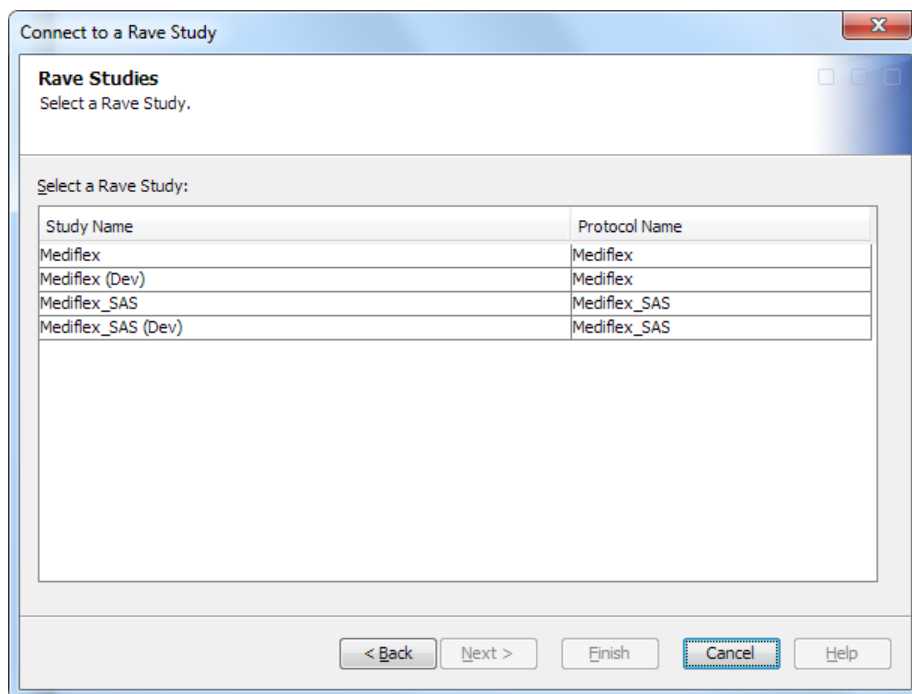 Connect to a Rave Study
Rave Studies
Select a Rave Study.
Select a Rave Study:
Study Name Protocol Name
Mediflex Mediflex
Mediflex (Dev) Mediflex
Mediflex_SAS Mediflex_SAS
Mediflex_SAS (Dev) Mediflex_SAS
< Back Next > Finish Cancel Help